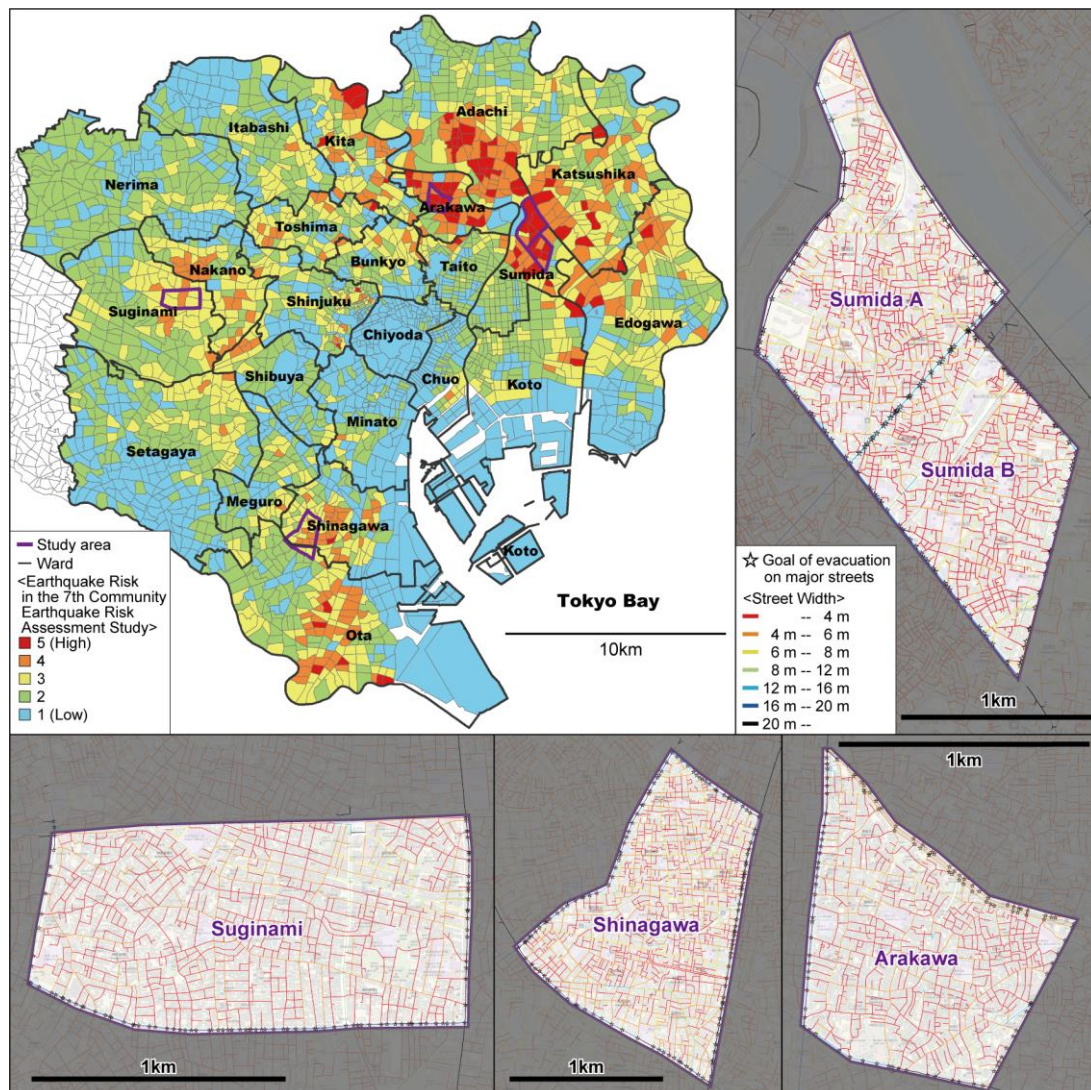 Adachi
Itabashi
Kita
Katsushika
Nerima
Arakawa
Toshima
Nakano
Bunkyo
Taito
Sumida
Suginami
Shinjuku
Chiyoda
Edogawa
Shibuya
Chuo
Koto
Minato
Setagaya
Meguro
Shinagawa
Koto
Tokyo Bay
Ota
10km
Study area
Ward
<Earthquake Risk
in the 7th Community
Earthquake Risk
Assessment Study>
5 (High)
4
3
2
1 (Low)
Sumida A
Sumida B
Goal of evacuation
on major streets
<Street Width>
-- 4 m
4 m -- 6 m
6 m -- 8 m
8 m -- 12 m
12 m -- 16 m
16 m -- 20 m
20 m --
1km
Suginami
1km
Shinagawa
1km
1km
Arakawa